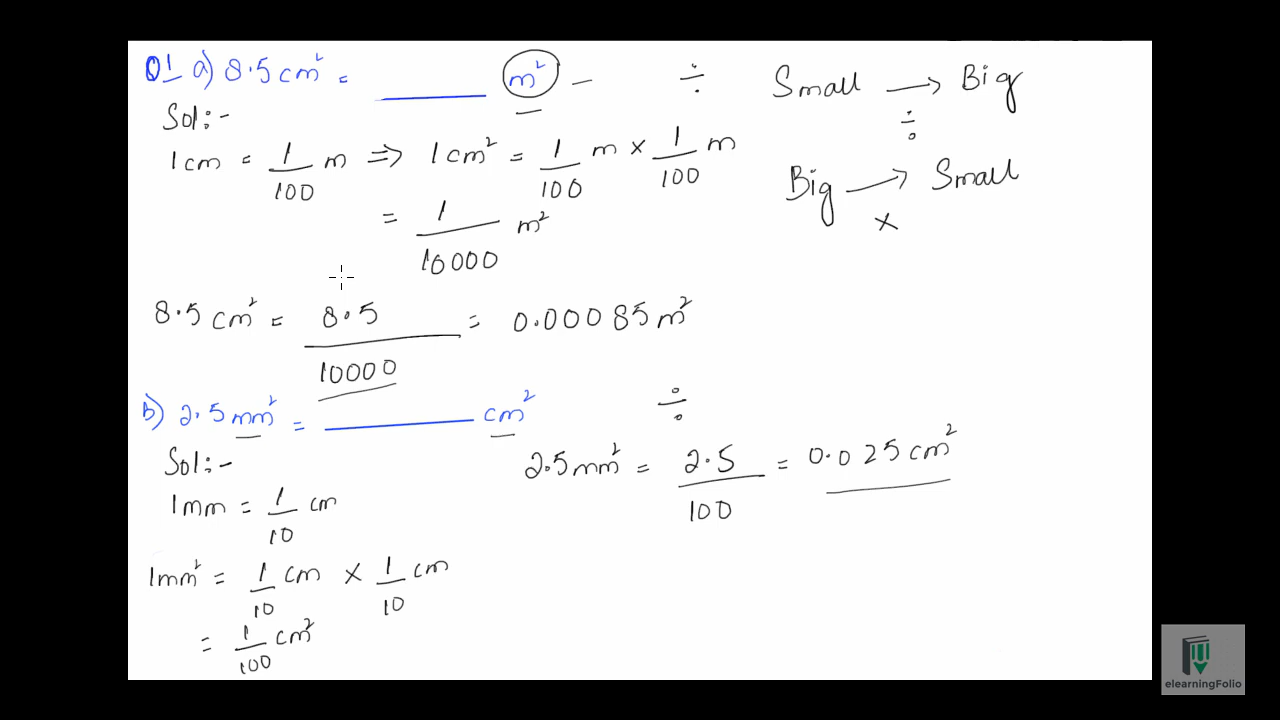 Q1 a) 8.5 cm² = ______ m² — ÷
Small → Big
÷
Sol:-
1 cm = 1/100 m ⇒ 1 cm² = 1/100 m × 1/100 m
Big → Small
×
= 1/10000 m²
8.5 cm² = 8.5/10000 = 0.00085 m²
b) 2.5 mm² = ______ cm² ÷
Sol:-
2.5 mm² = 2.5/100 = 0.025 cm²
1 mm = 1/10 cm
1 mm² = 1/10 cm × 1/10 cm
= 1/100 cm²
elearningFolio